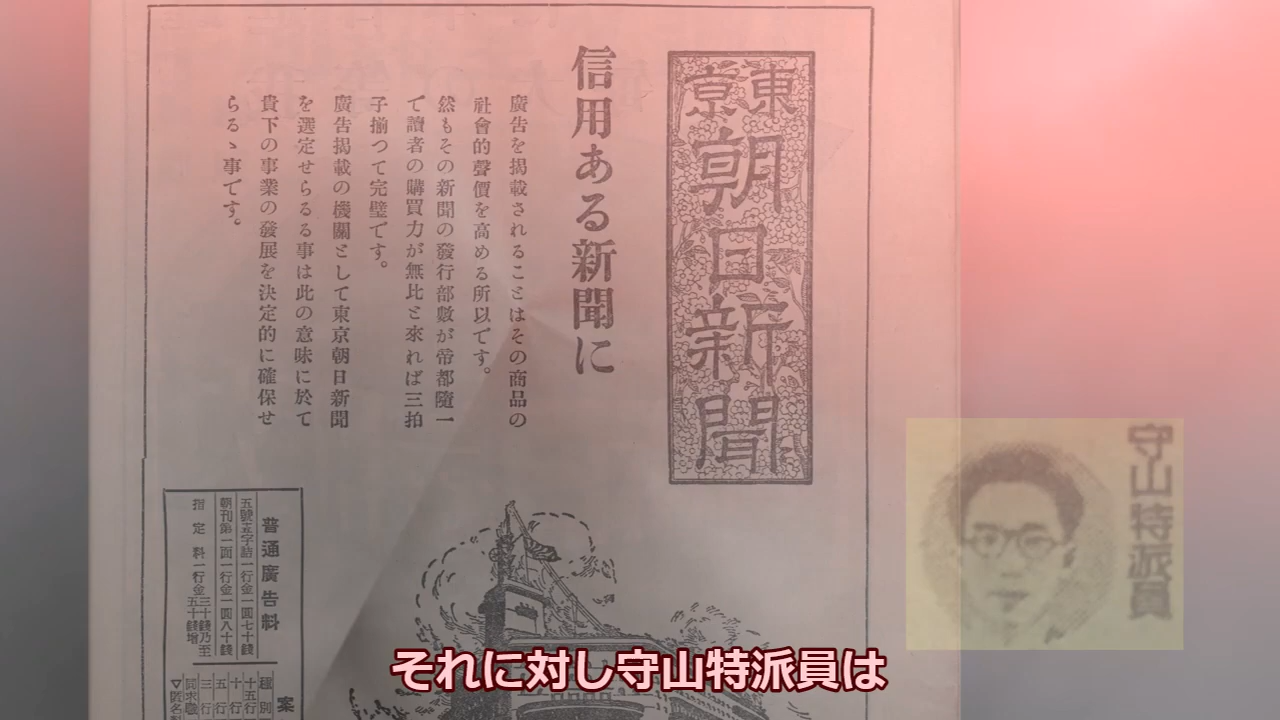 東京
朝日新聞
信用ある新聞に
廣告を掲載されることはその商品の
社會的聲價を高める所以です。
然もその新聞の發行部數が帝都隨一
で讀者の購買力が無比と來れば三拍
子揃つて完璧です。
廣告掲載の機關として東京朝日新聞
を選定せらるる事は此の意味に於て
貴下の事業の發展を決定的に確保せ
らるゝ事です。
普通廣告料
五號五字詰一行金一圓七十錢
朝刊第一面一行金一圓八十錢
指定料一行金三十錢乃至五十錢增
案
十五行
十行
五行
三行
守山特派員
それに対し守山特派員は